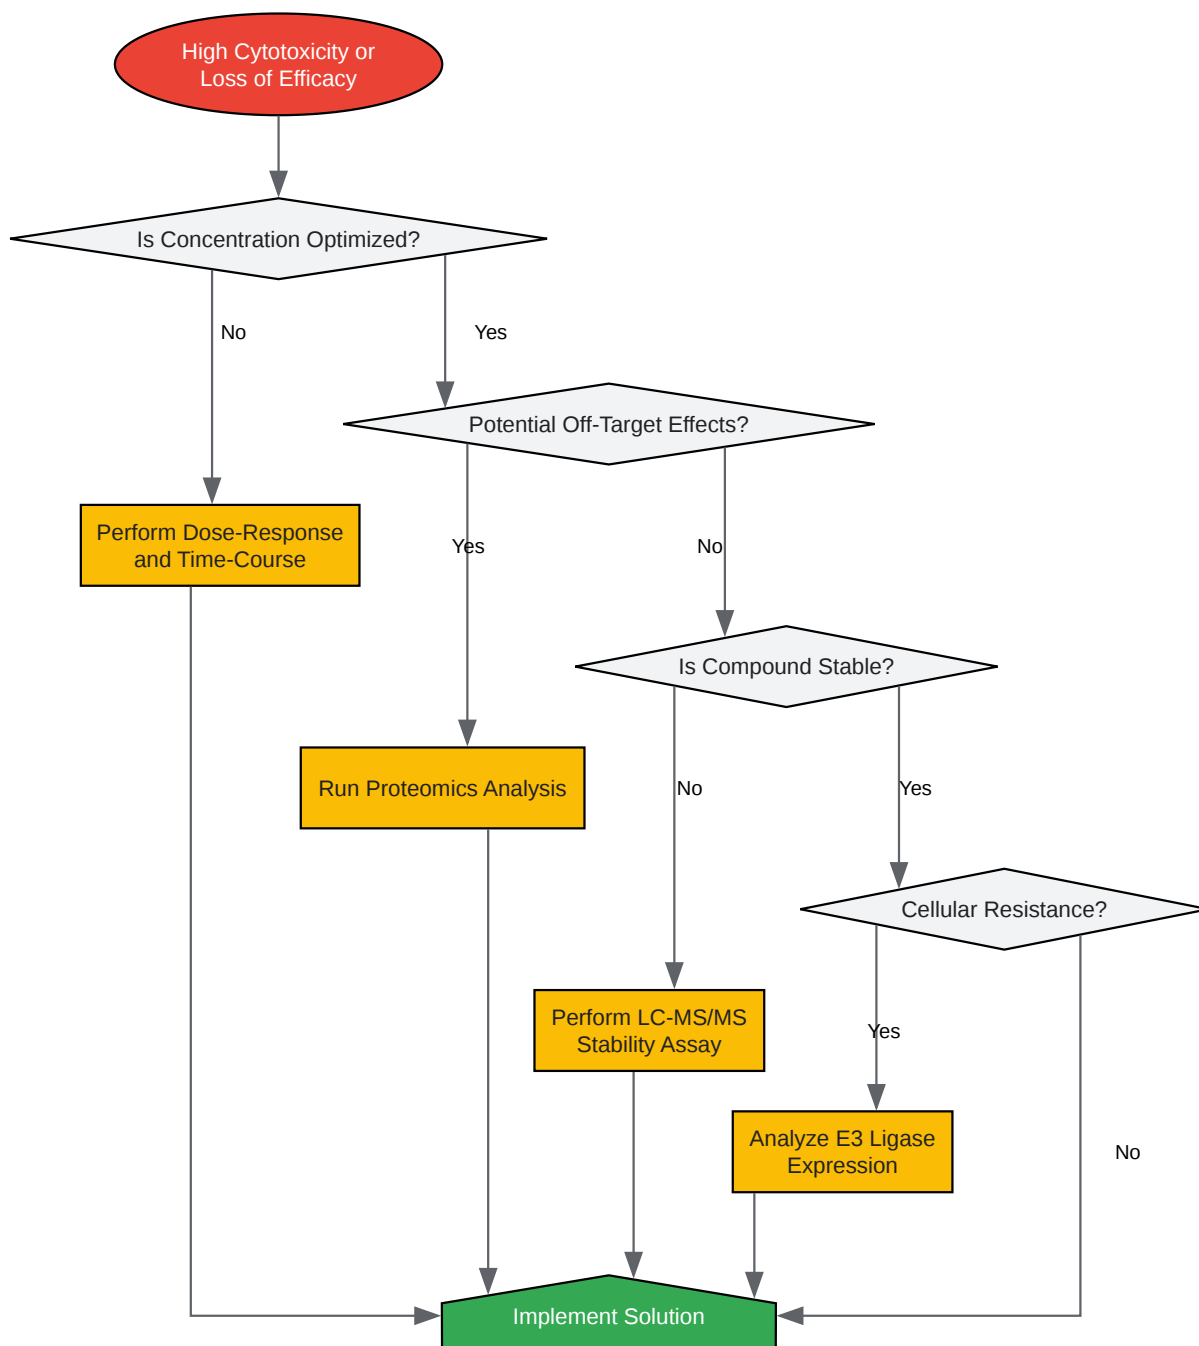 High Cytotoxicity or
Loss of Efficacy
Is Concentration Optimized?
No
Yes
Potential Off-Target Effects?
Perform Dose-Response
and Time-Course
Yes
No
Is Compound Stable?
Run Proteomics Analysis
No
Yes
Cellular Resistance?
Perform LC-MS/MS
Stability Assay
Yes
Analyze E3 Ligase
Expression
No
Implement Solution